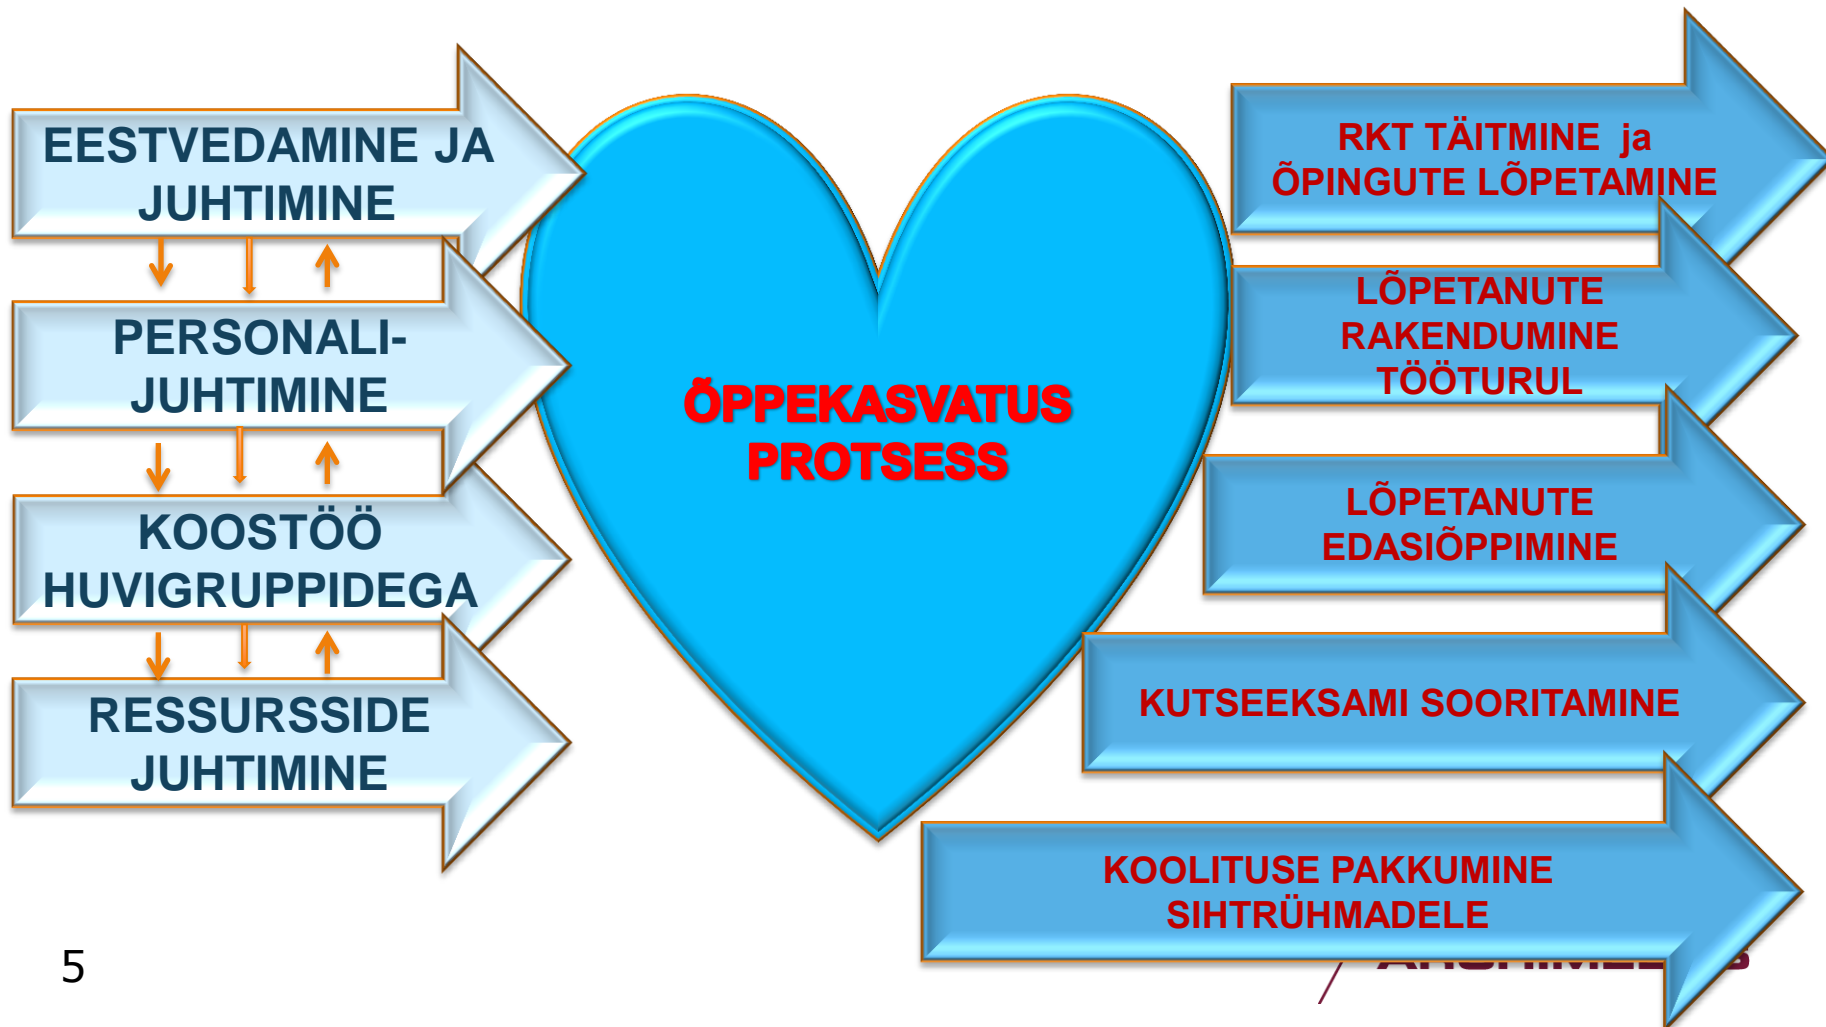 EESTVEDAMINE JA
JUHTIMINE
PERSONALI-
JUHTIMINE
KOOSTÖÖ
HUVIGRUPPIDEGA
RESSURSSIDE
JUHTIMINE
ÕPPEKASVATUS
PROTSESS
RKT TÄITMINE ja
ÕPINGUTE LÕPETAMINE
LÕPETANUTE
RAKENDUMINE
TÖÖTURUL
LÕPETANUTE
EDASIÕPPIMINE
KUTSEEKSAMI SOORITAMINE
KOOLITUSE PAKKUMINE
SIHTRÜHMADELE
5